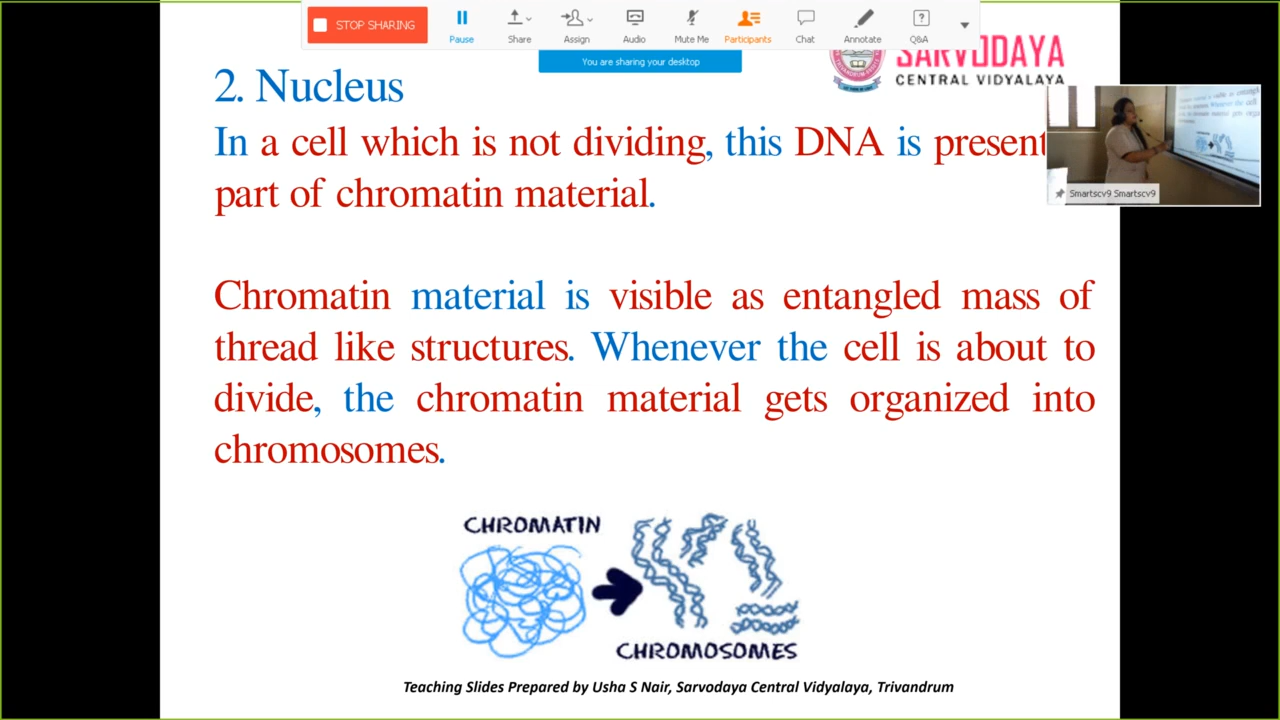 STOP SHARING
Pause
Share
Assign
Audio
Mute Me
Participants
Chat
Annotate
Q&A
You are sharing your desktop
SARVODAYA
CENTRAL VIDYALAYA
2. Nucleus
In a cell which is not dividing, this DNA is present
part of chromatin material.
Smartscv9 Smartscv9
Chromatin material is visible as entangled mass of
thread like structures. Whenever the cell is about to
divide, the chromatin material gets organized into
chromosomes.
CHROMATIN
CHROMOSOMES
Teaching Slides Prepared by Usha S Nair, Sarvodaya Central Vidyalaya, Trivandrum